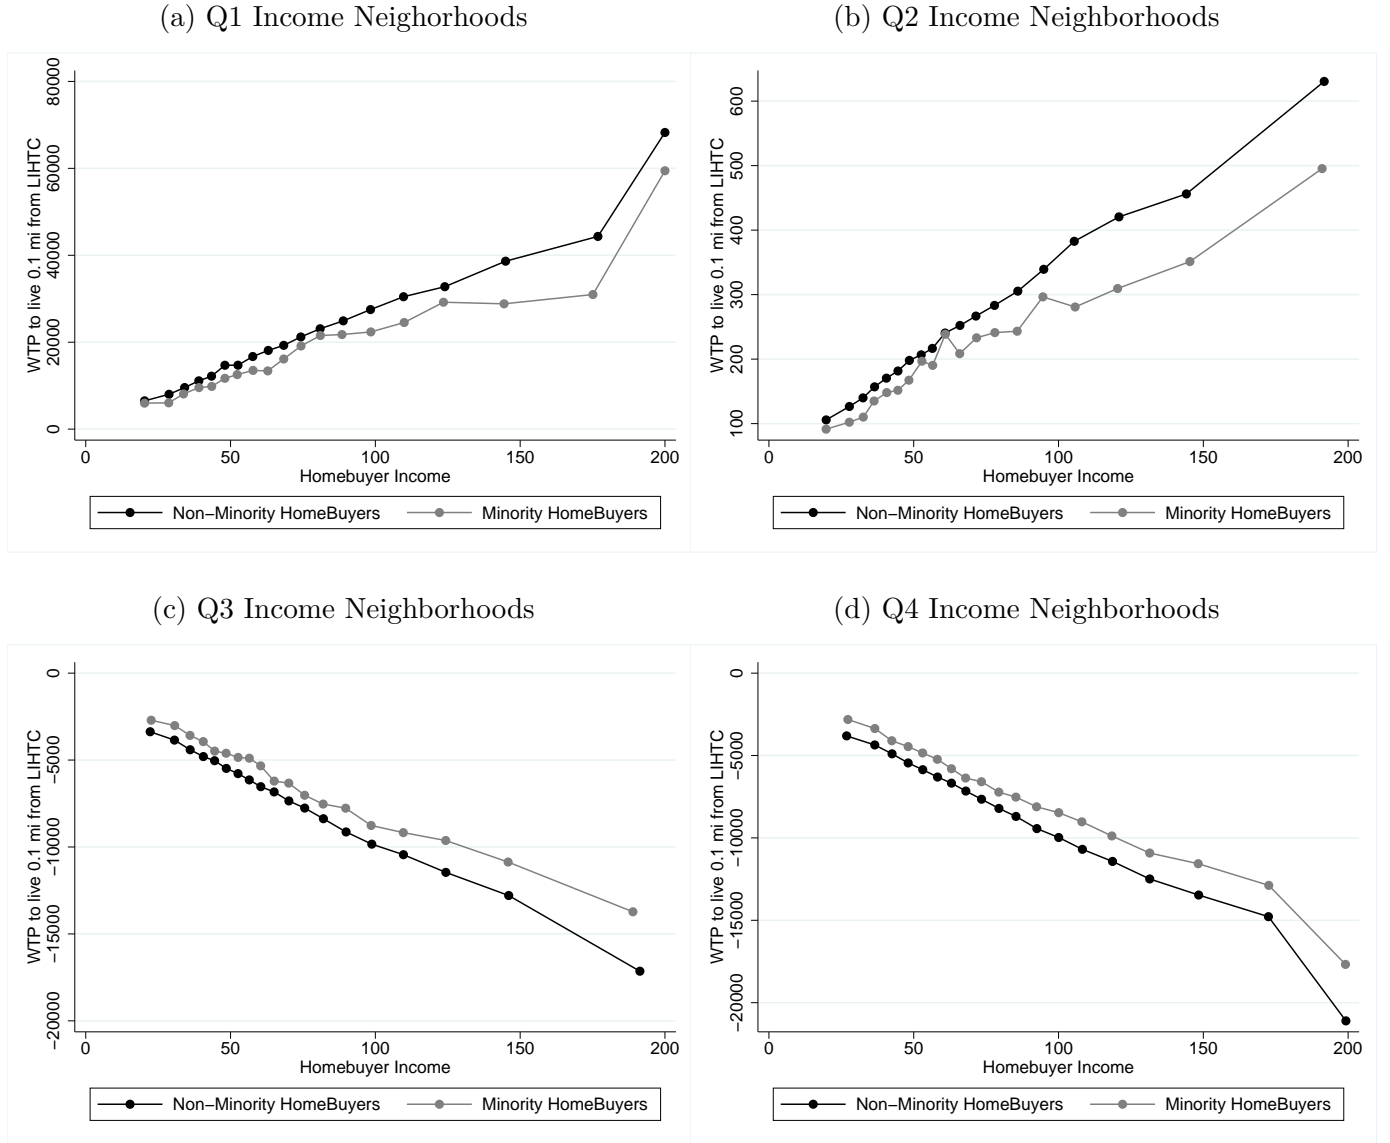 (a) Q1 Income Neighorhoods
WTP to live 0.1 mi from LIHTC
80000
60000
40000
20000
0
0 50 100 150 200
Homebuyer Income
Non−Minority HomeBuyers Minority HomeBuyers
(b) Q2 Income Neighborhoods
WTP to live 0.1 mi from LIHTC
600
500
400
300
200
100
0 50 100 150 200
Homebuyer Income
Non−Minority HomeBuyers Minority HomeBuyers
(c) Q3 Income Neighborhoods
WTP to live 0.1 mi from LIHTC
0
−5000
−10000
−15000
−20000
0 50 100 150 200
Homebuyer Income
Non−Minority HomeBuyers Minority HomeBuyers
(d) Q4 Income Neighborhoods
WTP to live 0.1 mi from LIHTC
0
−5000
−10000
−15000
−20000
0 50 100 150 200
Homebuyer Income
Non−Minority HomeBuyers Minority HomeBuyers